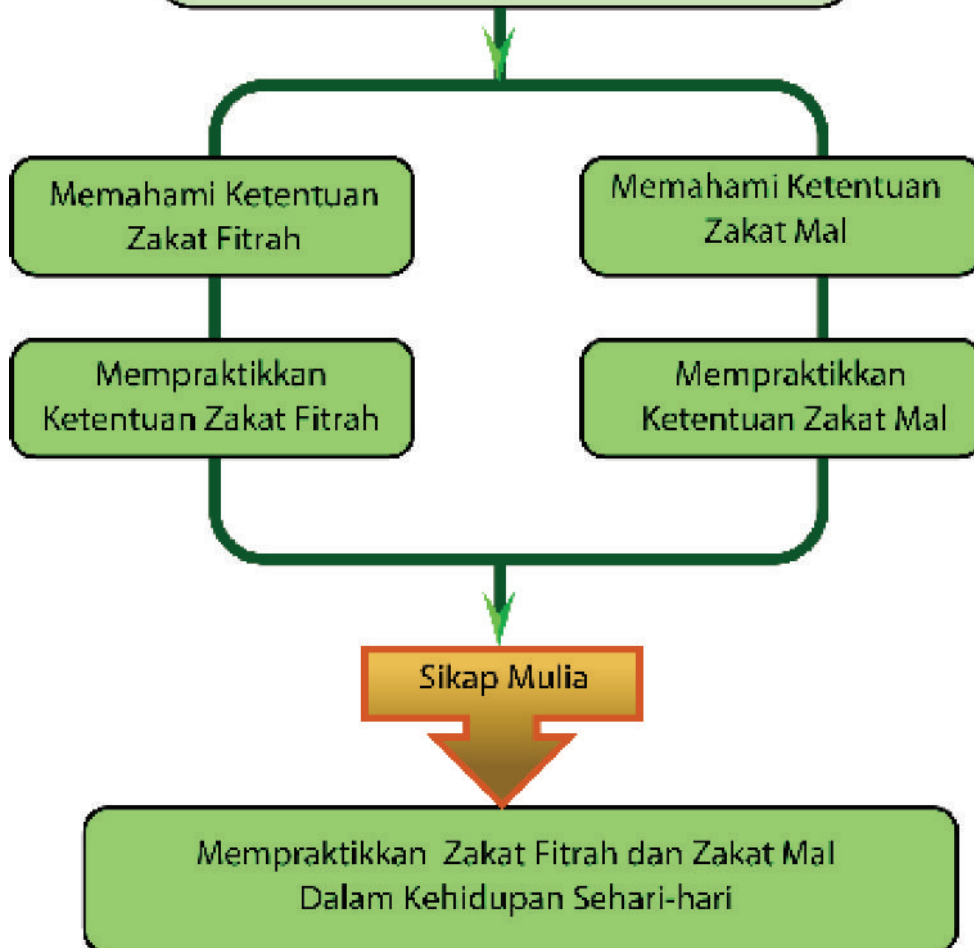 Memahami Ketentuan
Zakat Fitrah
Memahami Ketentuan
Zakat Mal
Mempraktikkan
Ketentuan Zakat Fitrah
Mempraktikkan
Ketentuan Zakat Mal
Sikap Mulia
Mempraktikkan Zakat Fitrah dan Zakat Mal
Dalam Kehidupan Sehari-hari